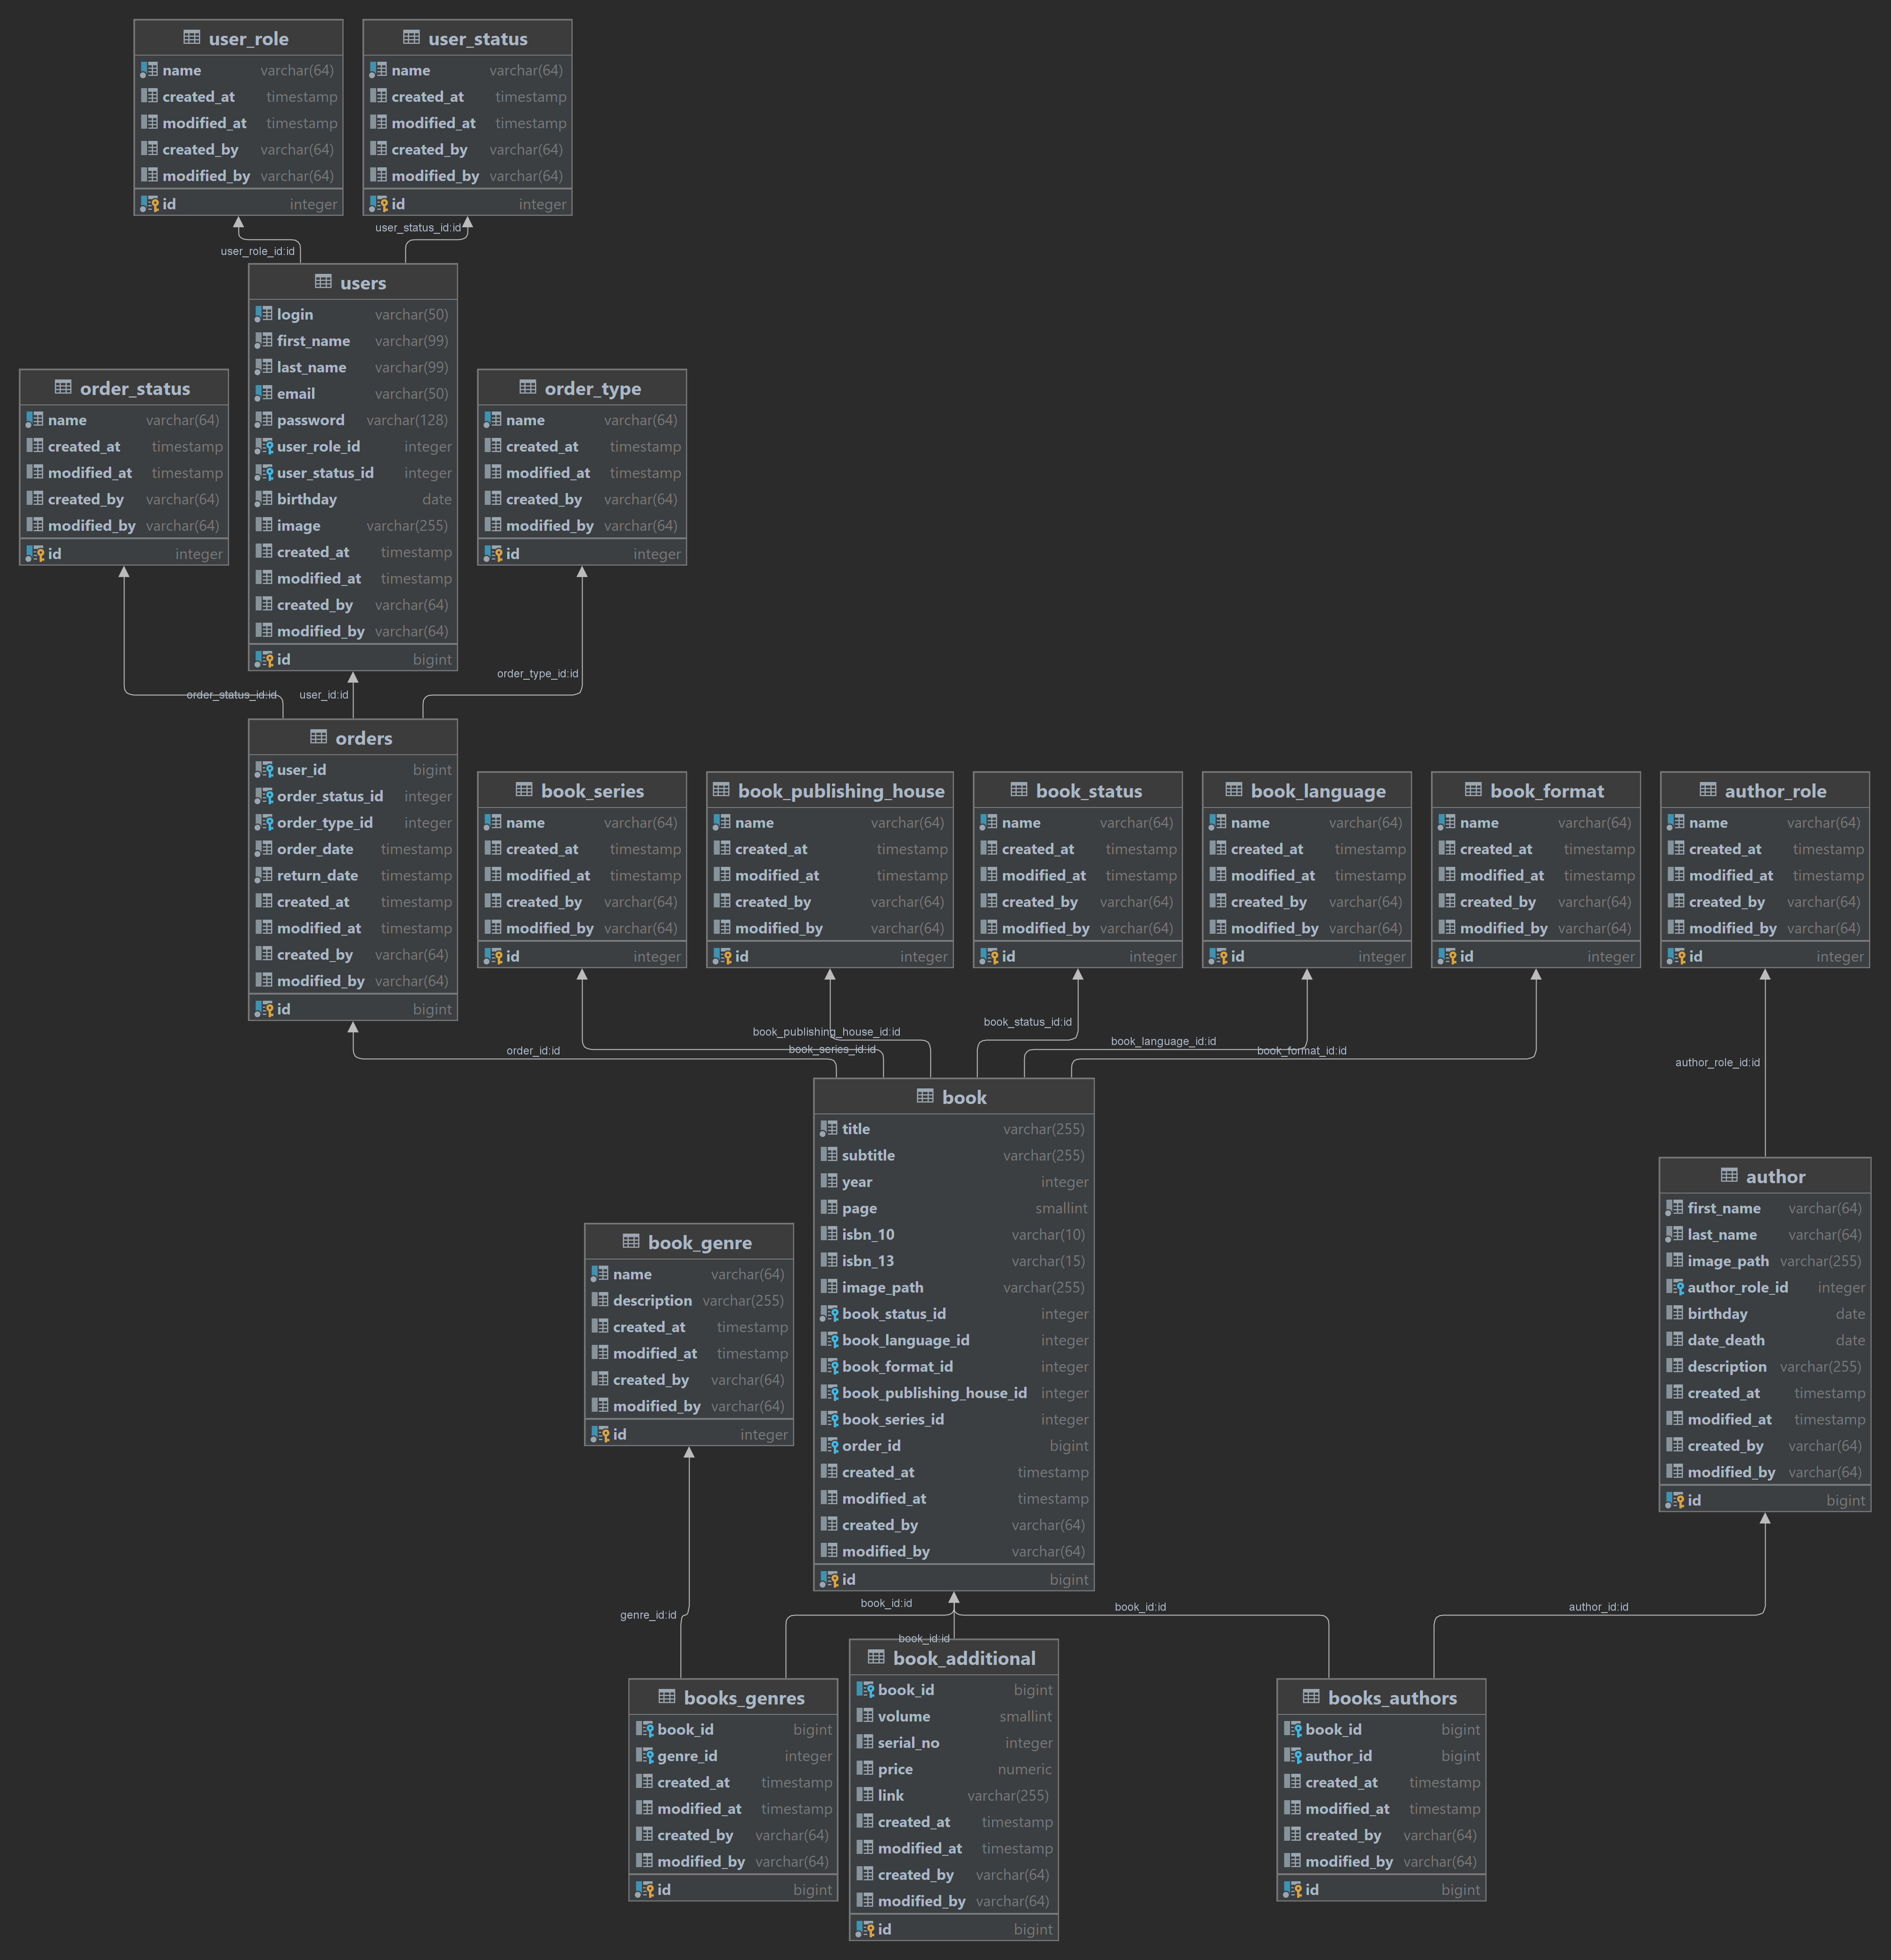 user_role
name varchar(64)
created_at timestamp
modified_at timestamp
created_by varchar(64)
modified_by varchar(64)
id integer
user_status
name varchar(64)
created_at timestamp
modified_at timestamp
created_by varchar(64)
modified_by varchar(64)
id integer
user_role_id:id
user_status_id:id
users
login varchar(50)
first_name varchar(99)
last_name varchar(99)
email varchar(50)
password varchar(128)
user_role_id integer
user_status_id integer
birthday date
image varchar(255)
created_at timestamp
modified_at timestamp
created_by varchar(64)
modified_by varchar(64)
id bigint
order_status
name varchar(64)
created_at timestamp
modified_at timestamp
created_by varchar(64)
modified_by varchar(64)
id integer
order_type
name varchar(64)
created_at timestamp
modified_at timestamp
created_by varchar(64)
modified_by varchar(64)
id integer
order_status_id:id
user_id:id
order_type_id:id
orders
user_id bigint
order_status_id integer
order_type_id integer
order_date timestamp
return_date timestamp
created_at timestamp
modified_at timestamp
created_by varchar(64)
modified_by varchar(64)
id bigint
book_series
name varchar(64)
created_at timestamp
modified_at timestamp
created_by varchar(64)
modified_by varchar(64)
id integer
book_publishing_house
name varchar(64)
created_at timestamp
modified_at timestamp
created_by varchar(64)
modified_by varchar(64)
id integer
book_status
name varchar(64)
created_at timestamp
modified_at timestamp
created_by varchar(64)
modified_by varchar(64)
id integer
book_language
name varchar(64)
created_at timestamp
modified_at timestamp
created_by varchar(64)
modified_by varchar(64)
id integer
book_format
name varchar(64)
created_at timestamp
modified_at timestamp
created_by varchar(64)
modified_by varchar(64)
id integer
author_role
name varchar(64)
created_at timestamp
modified_at timestamp
created_by varchar(64)
modified_by varchar(64)
id integer
order_id:id
book_series_id:id
book_publishing_house_id:id
book_status_id:id
book_language_id:id
book_format_id:id
author_role_id:id
book
title varchar(255)
subtitle varchar(255)
year integer
page smallint
isbn_10 varchar(10)
isbn_13 varchar(15)
image_path varchar(255)
book_status_id integer
book_language_id integer
book_format_id integer
book_publishing_house_id integer
book_series_id integer
order_id bigint
created_at timestamp
modified_at timestamp
created_by varchar(64)
modified_by varchar(64)
id bigint
author
first_name varchar(64)
last_name varchar(64)
image_path varchar(255)
author_role_id integer
birthday date
date_death date
description varchar(255)
created_at timestamp
modified_at timestamp
created_by varchar(64)
modified_by varchar(64)
id bigint
book_genre
name varchar(64)
description varchar(255)
created_at timestamp
modified_at timestamp
created_by varchar(64)
modified_by varchar(64)
id integer
genre_id:id
book_id:id
book_id:id
book_id:id
author_id:id
books_genres
book_id bigint
genre_id integer
created_at timestamp
modified_at timestamp
created_by varchar(64)
modified_by varchar(64)
id bigint
book_additional
book_id bigint
volume smallint
serial_no integer
price numeric
link varchar(255)
created_at timestamp
modified_at timestamp
created_by varchar(64)
modified_by varchar(64)
id bigint
books_authors
book_id bigint
author_id bigint
created_at timestamp
modified_at timestamp
created_by varchar(64)
modified_by varchar(64)
id bigint